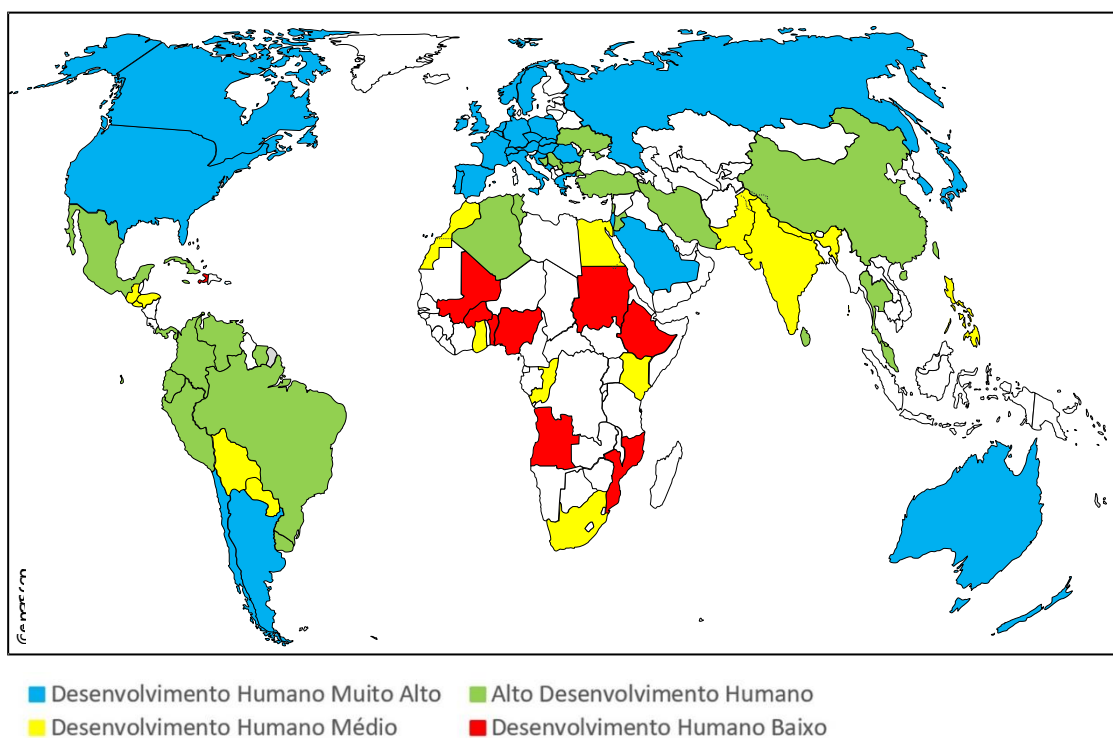 Desenvolvimento Humano Muito Alto
Alto Desenvolvimento Humano
Desenvolvimento Humano Médio
Desenvolvimento Humano Baixo